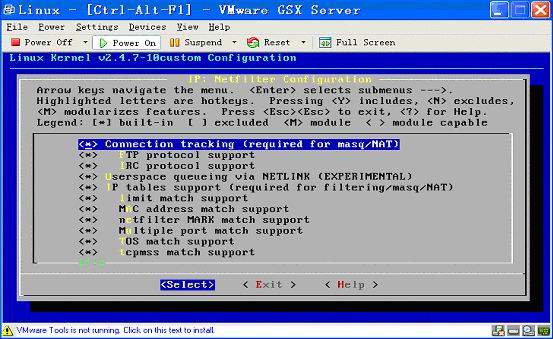 Linux - [Ctrl-Alt-F1] - VMware GSX Server
File Power Settings Devices View Help
Power Off Power On Suspend Reset Full Screen
Linux Kernel v2.4.7-10custom Configuration
IP: Netfilter Configuration
Arrow keys navigate the menu. <Enter> selects submenus --->.
Highlighted letters are hotkeys. Pressing <Y> includes, <N> excludes,
<M> modularizes features. Press <Esc><Esc> to exit, <?> for Help.
Legend: [*] built-in [ ] excluded <M> module < > module capable
<*> Connection tracking (required for masq/NAT)
<*> FTP protocol support
<*> IRC protocol support
<*> Userspace queueing via NETLINK (EXPERIMENTAL)
<*> IP tables support (required for filtering/masq/NAT)
<*> limit match support
<*> MAC address match support
<*> netfilter MARK match support
<*> Multiple port match support
<*> TOS match support
<*> tcpmss match support
<Select> < Exit > < Help >
VMware Tools is not running. Click on this text to install.